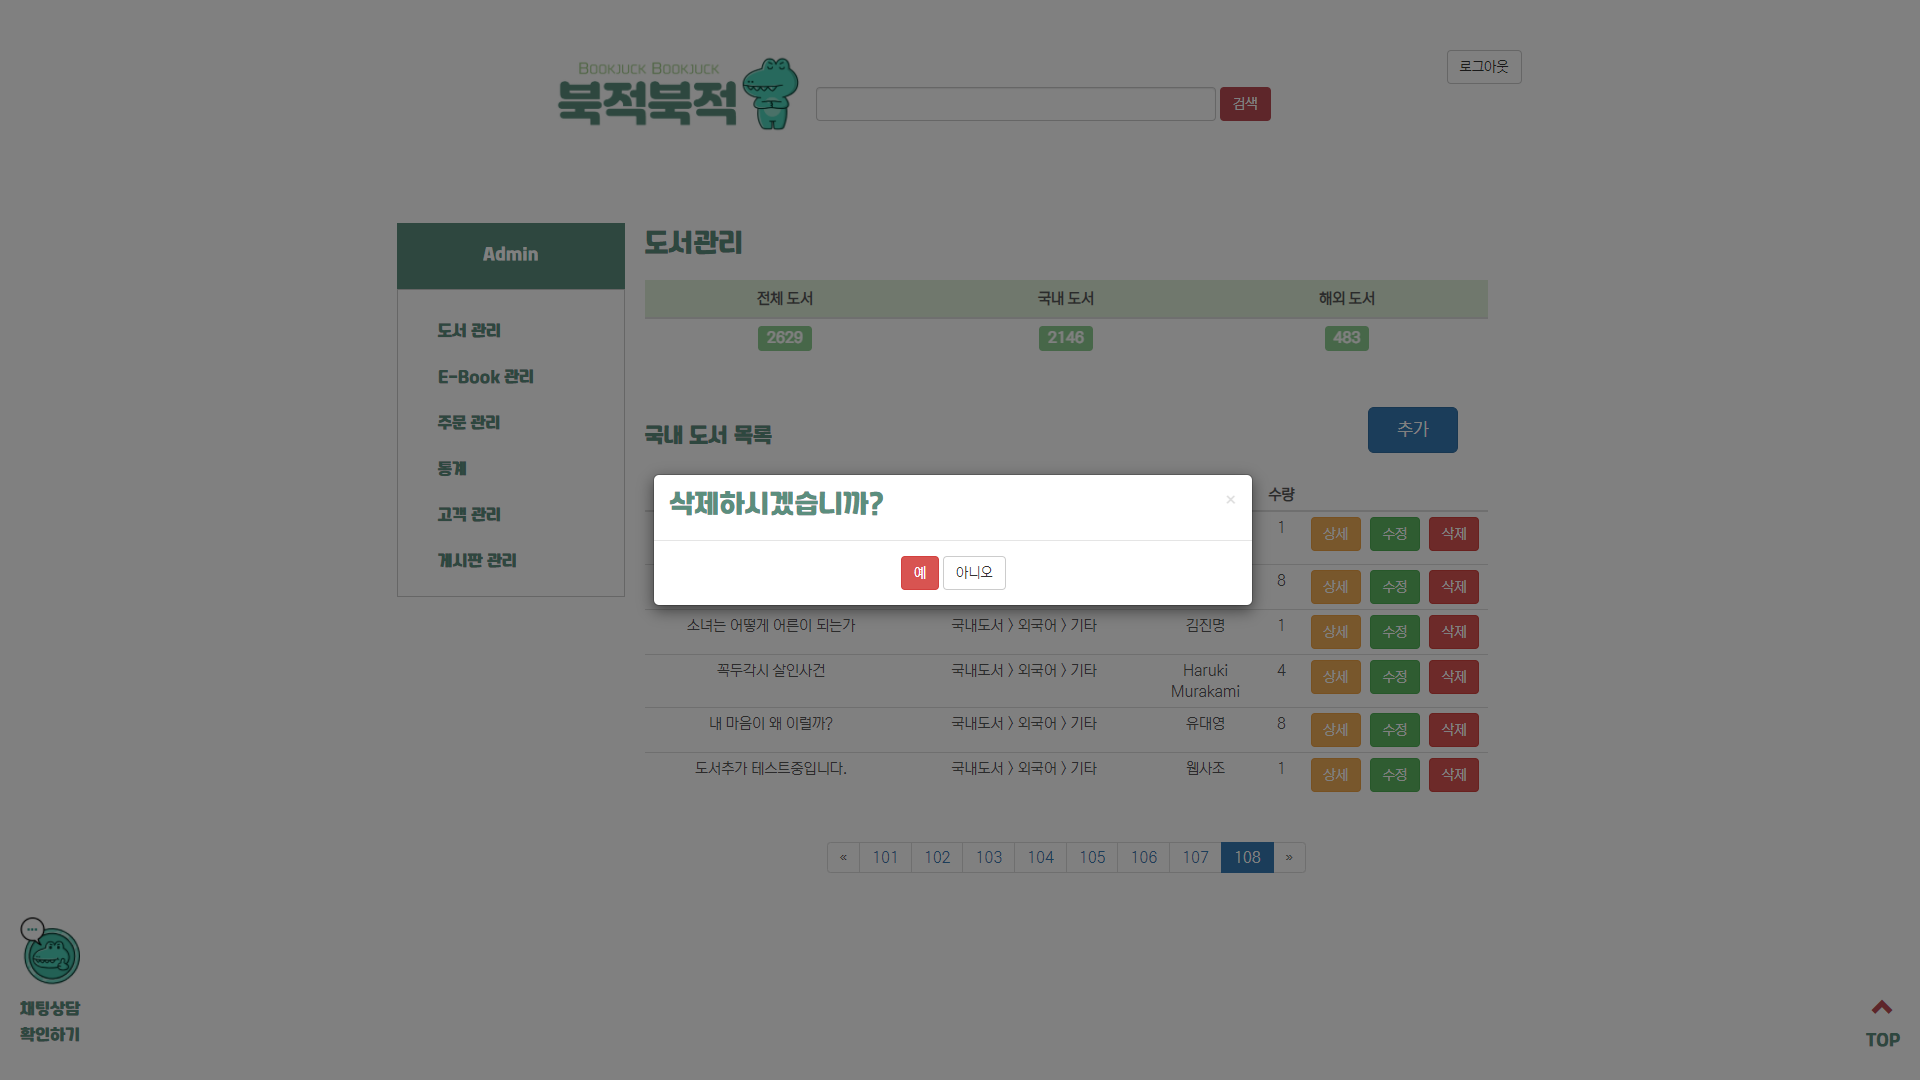 BOOKJUCK BOOKJUCK
북적북적
검색
로그아웃
Admin
도서 관리
E-Book 관리
주문 관리
통계
고객 관리
게시판 관리
도서관리
전체 도서 국내 도서 해외 도서
2629 2146 483
국내 도서 목록
추가
삭제하시겠습니까?
×
예 아니오
수량
1 상세 수정 삭제
8 상세 수정 삭제
소녀는 어떻게 어른이 되는가 국내도서 > 외국어 > 기타 김진명 1 상세 수정 삭제
꼭두각시 살인사건 국내도서 > 외국어 > 기타 Haruki Murakami 4 상세 수정 삭제
내 마음이 왜 이럴까? 국내도서 > 외국어 > 기타 유대영 8 상세 수정 삭제
도서추가 테스트중입니다. 국내도서 > 외국어 > 기타 웹사조 1 상세 수정 삭제
« 101 102 103 104 105 106 107 108 »
채팅상담
확인하기
TOP